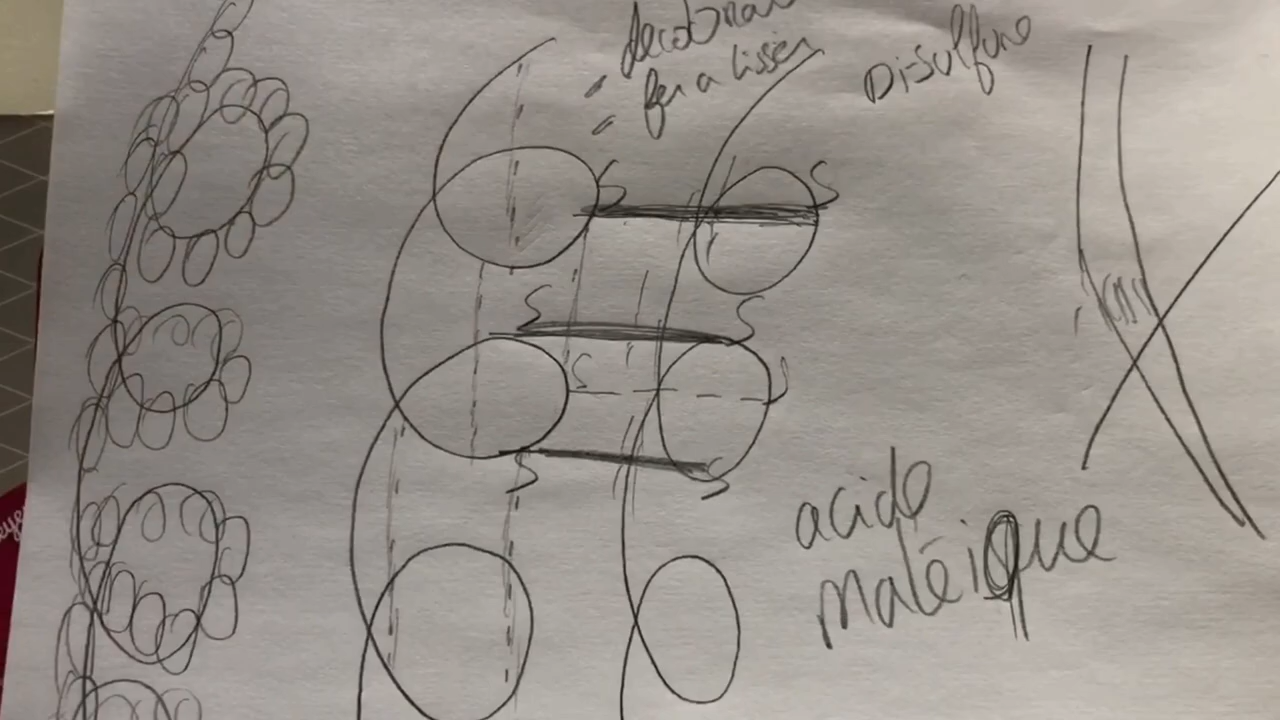 fer a lisser
Disulfure
S S
S S
S
S S
acide
maléique